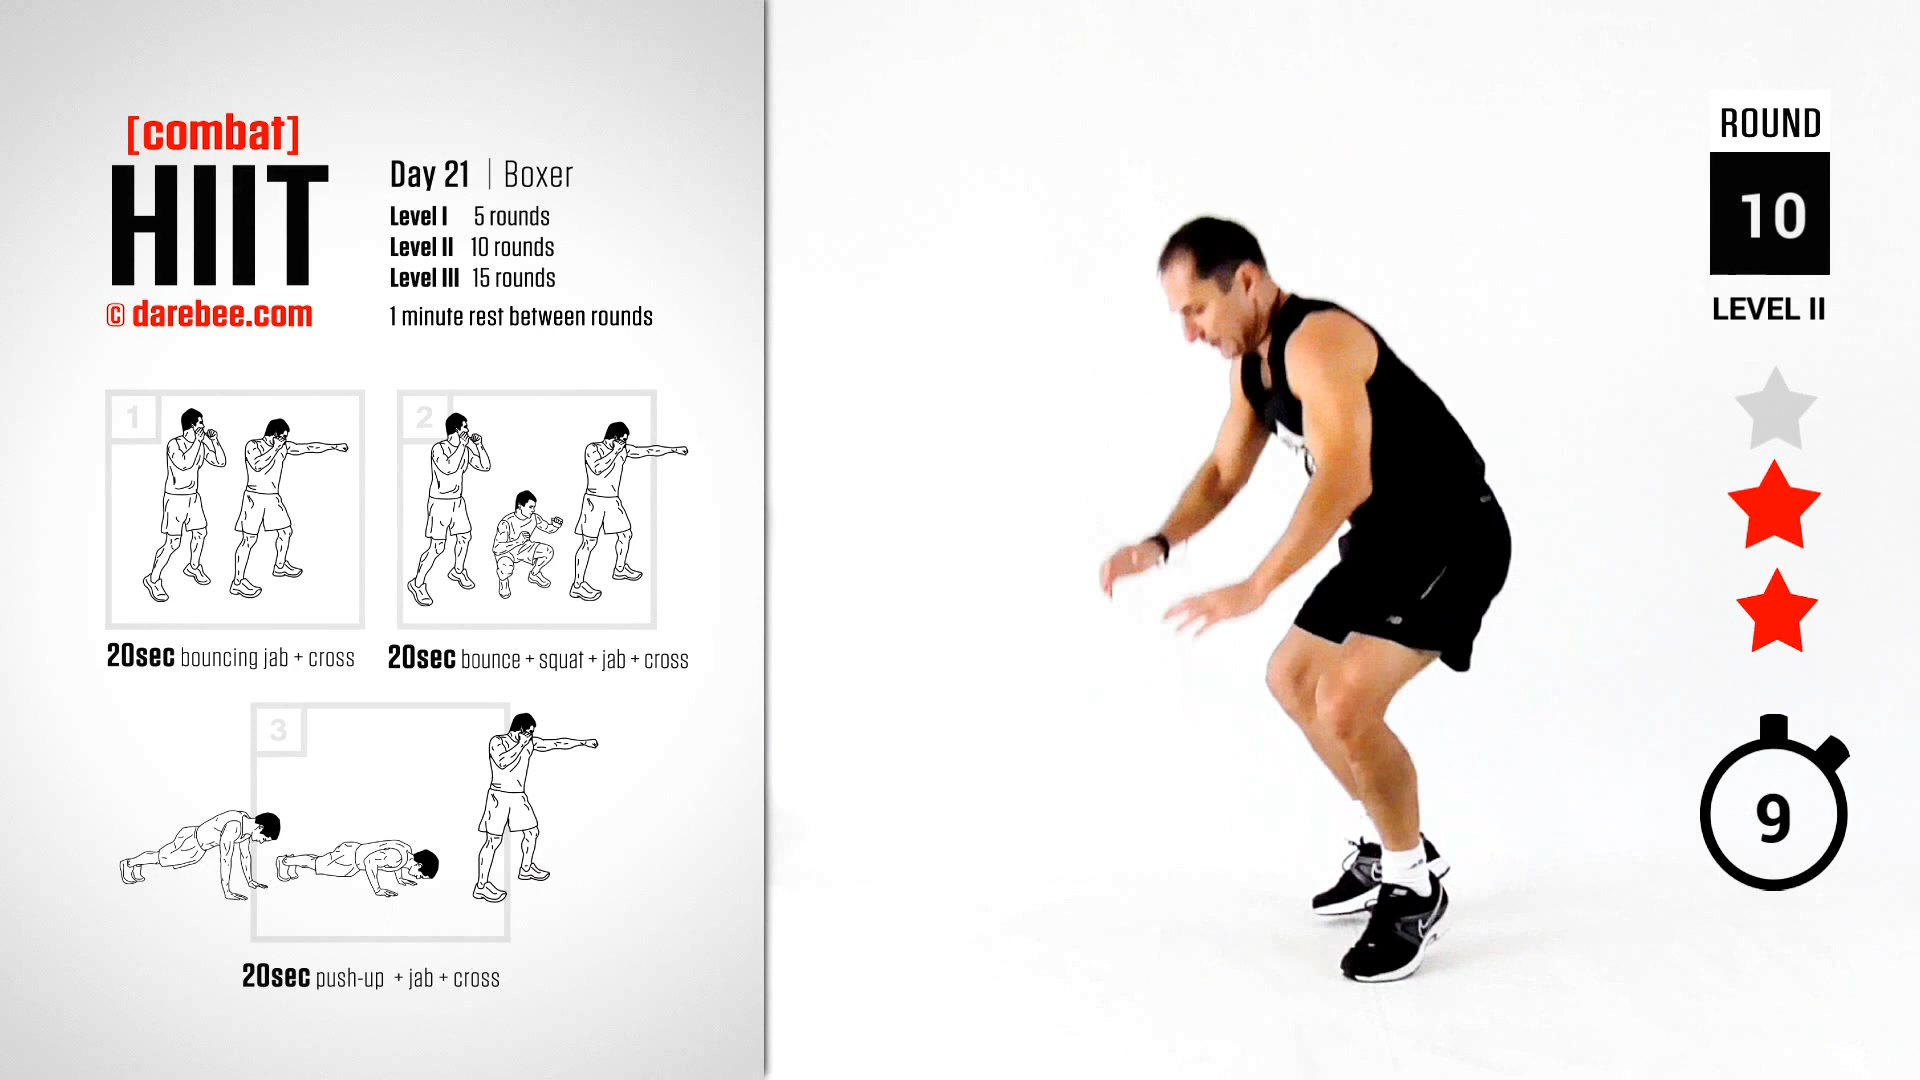 [combat]
HIIT
© darebee.com
Day 21 | Boxer
Level I 5 rounds
Level II 10 rounds
Level III 15 rounds
1 minute rest between rounds
1
2
20sec bouncing jab + cross
20sec bounce + squat + jab + cross
3
20sec push-up + jab + cross
ROUND
10
LEVEL II
9